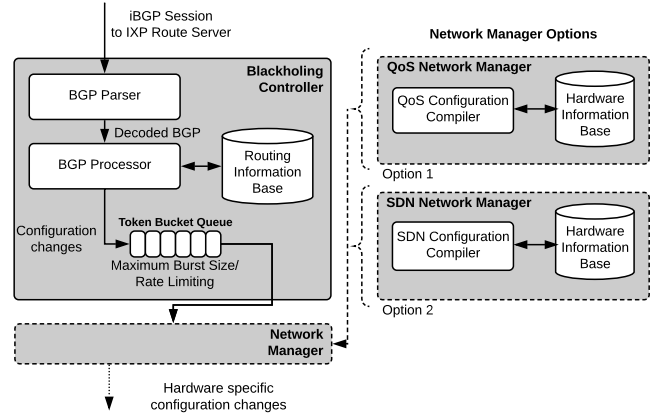 iBGP Session
to IXP Route Server
Blackholing
Controller
BGP Parser
Decoded BGP
BGP Processor
Routing
Information
Base
Configuration
changes
Token Bucket Queue
Maximum Burst Size/
Rate Limiting
Network
Manager
Hardware specific
configuration changes
Network Manager Options
QoS Network Manager
QoS Configuration
Compiler
Hardware
Information
Base
Option 1
SDN Network Manager
SDN Configuration
Compiler
Hardware
Information
Base
Option 2